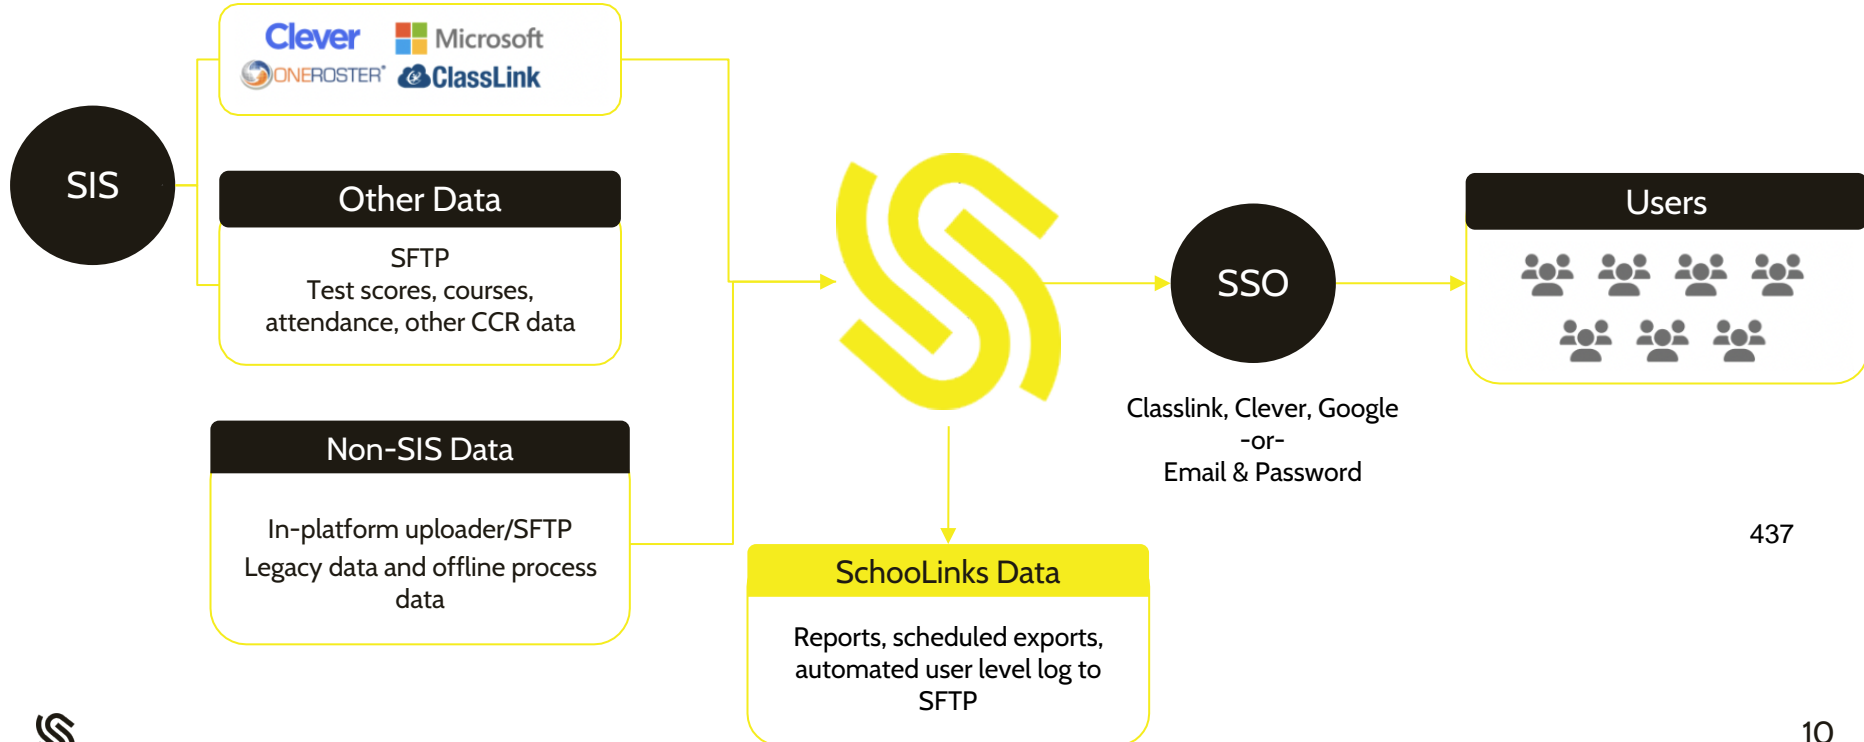 Clever
Microsoft
ONEROSTER®
ClassLink
SIS
Other Data
SFTP
Test scores, courses,
attendance, other CCR data
Non-SIS Data
In-platform uploader/SFTP
Legacy data and offline process
data
SSO
Classlink, Clever, Google
-or-
Email & Password
Users
SchooLinks Data
Reports, scheduled exports,
automated user level log to
SFTP
437
10